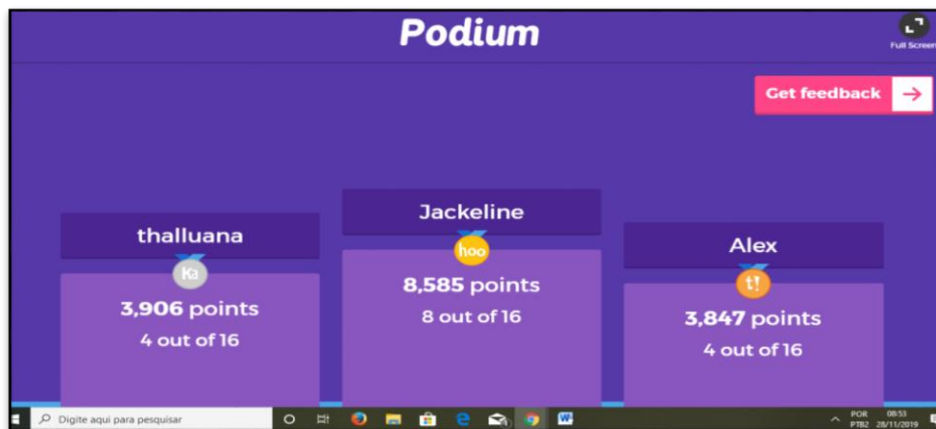 Podium
Full Screen
Get feedback
thalluana
Ka
3,906 points
4 out of 16
Jackeline
hoo
8,585 points
8 out of 16
Alex
t!
3,847 points
4 out of 16
Digite aqui para pesquisar
POR 08:53
PTB2 28/11/2019